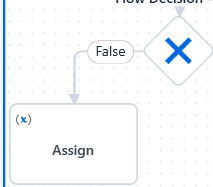 Flow Decision
False
(x)
Assign